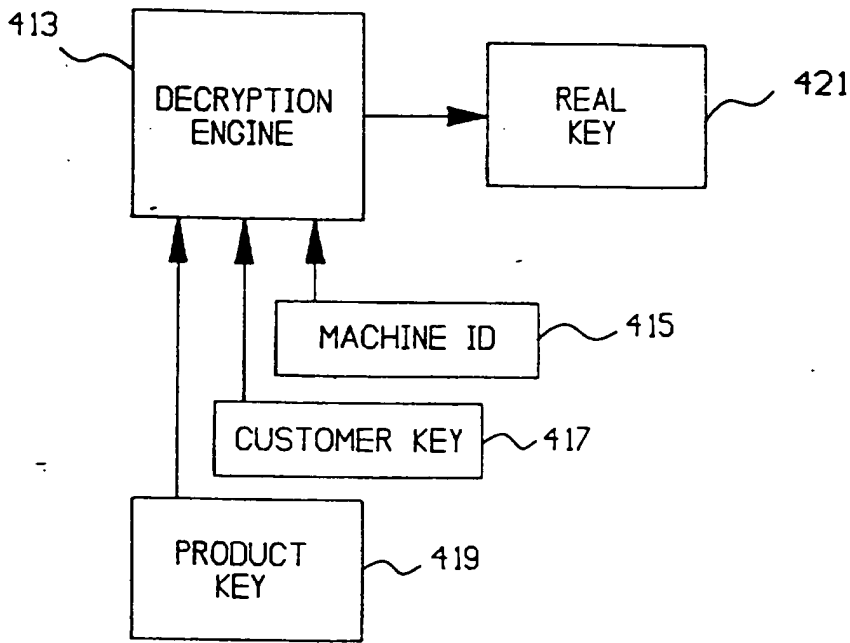 413
DECRYPTION
ENGINE
REAL
KEY
421
MACHINE ID
415
CUSTOMER KEY
417
PRODUCT
KEY
419